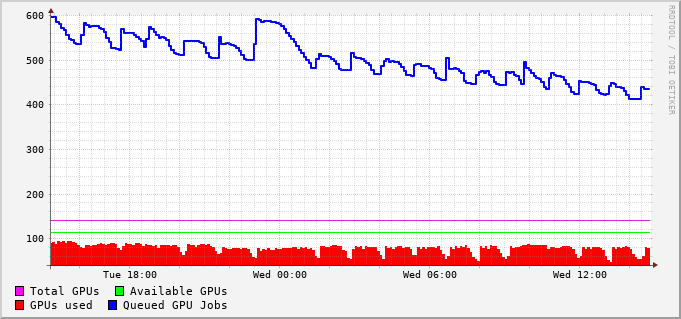 600
500
400
300
200
100
Tue 18:00 Wed 00:00 Wed 06:00 Wed 12:00
Total GPUs Available GPUs
GPUs used Queued GPU Jobs
RRDTOOL / TOBI OETIKER